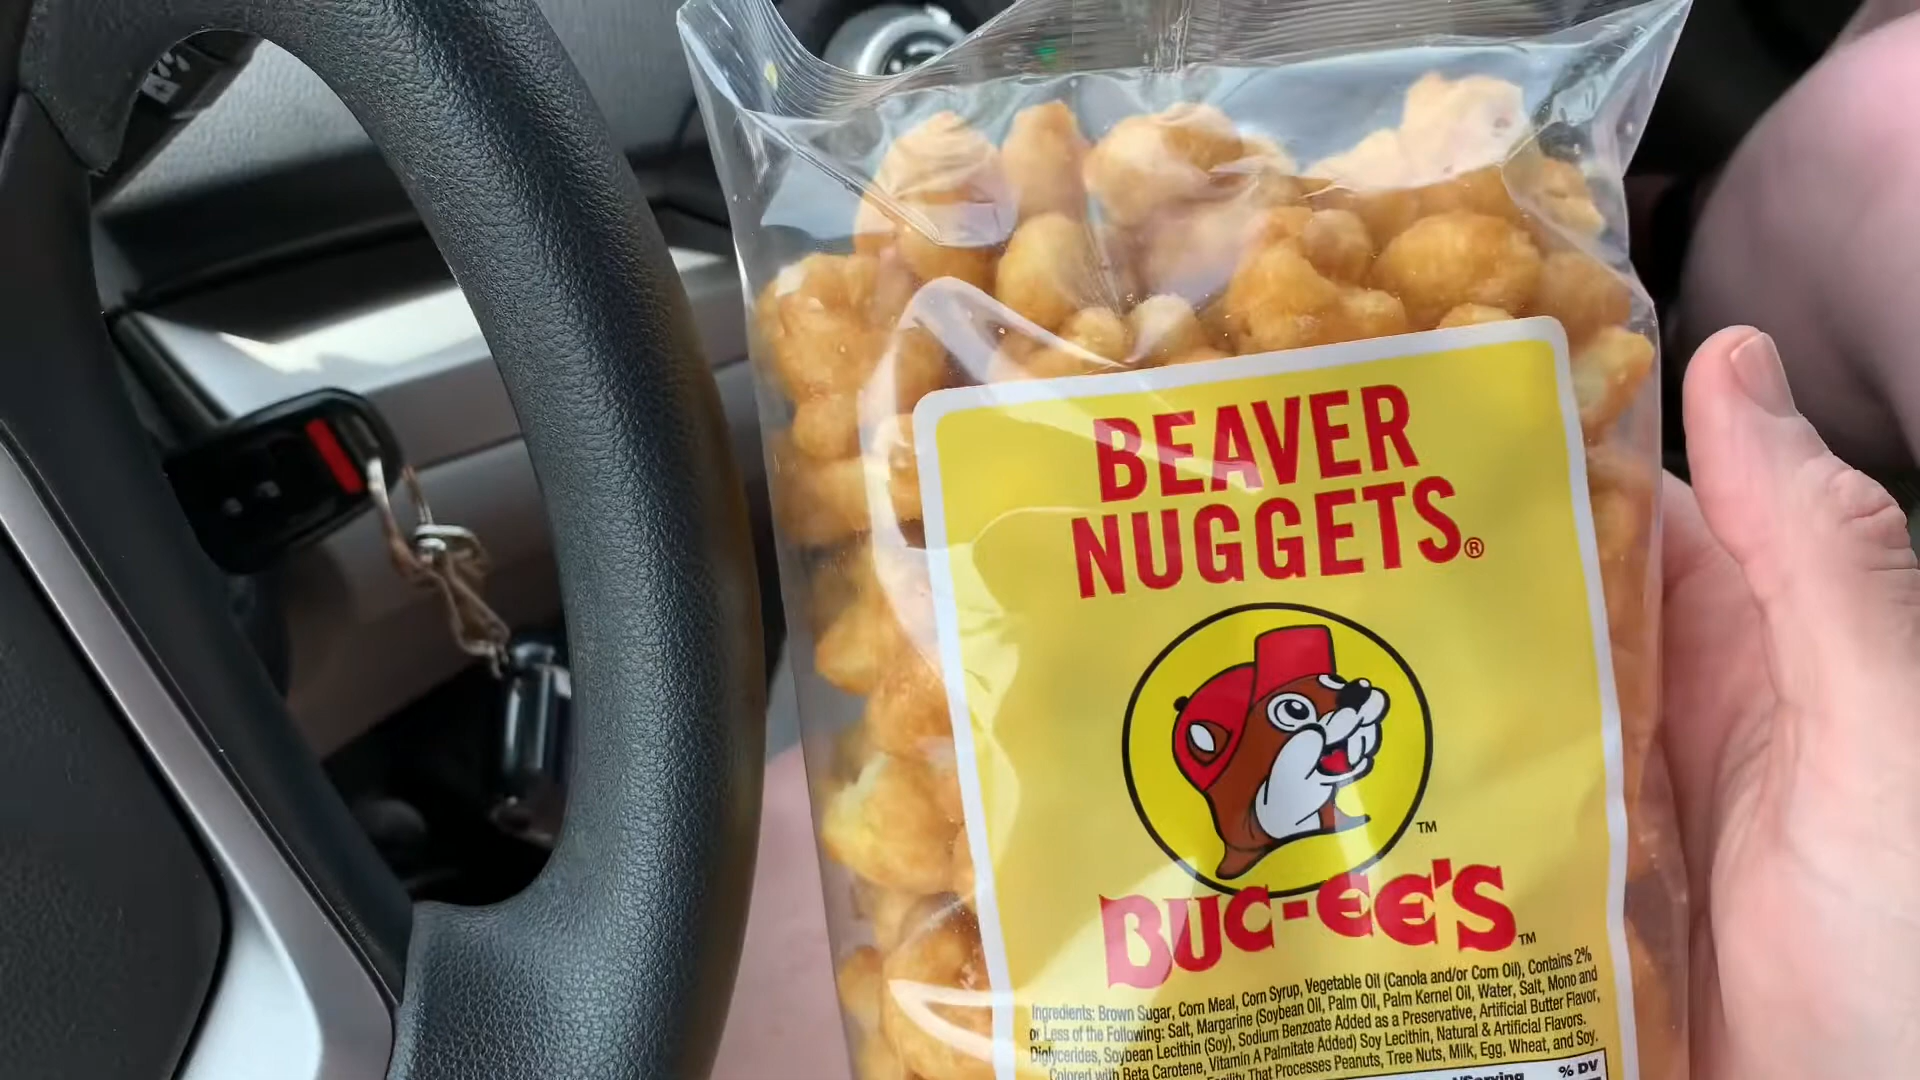 BEAVER
NUGGETS®
™
BUC-EE'S™
Ingredients: Brown Sugar, Corn Meal, Corn Syrup, Vegetable Oil (Canola and/or Corn Oil), Contains 2%
or Less of the Following: Salt, Margarine (Soybean Oil, Palm Oil, Palm Kernel Oil, Water, Salt, Mono and
Diglycerides, Soybean Lecithin (Soy), Sodium Benzoate Added as a Preservative, Artificial Butter Flavor,
Colored with Beta Carotene, Vitamin A Palmitate Added) Soy Lecithin, Natural & Artificial Flavors.
Facility That Processes Peanuts, Tree Nuts, Milk, Egg, Wheat, and Soy.
% DV